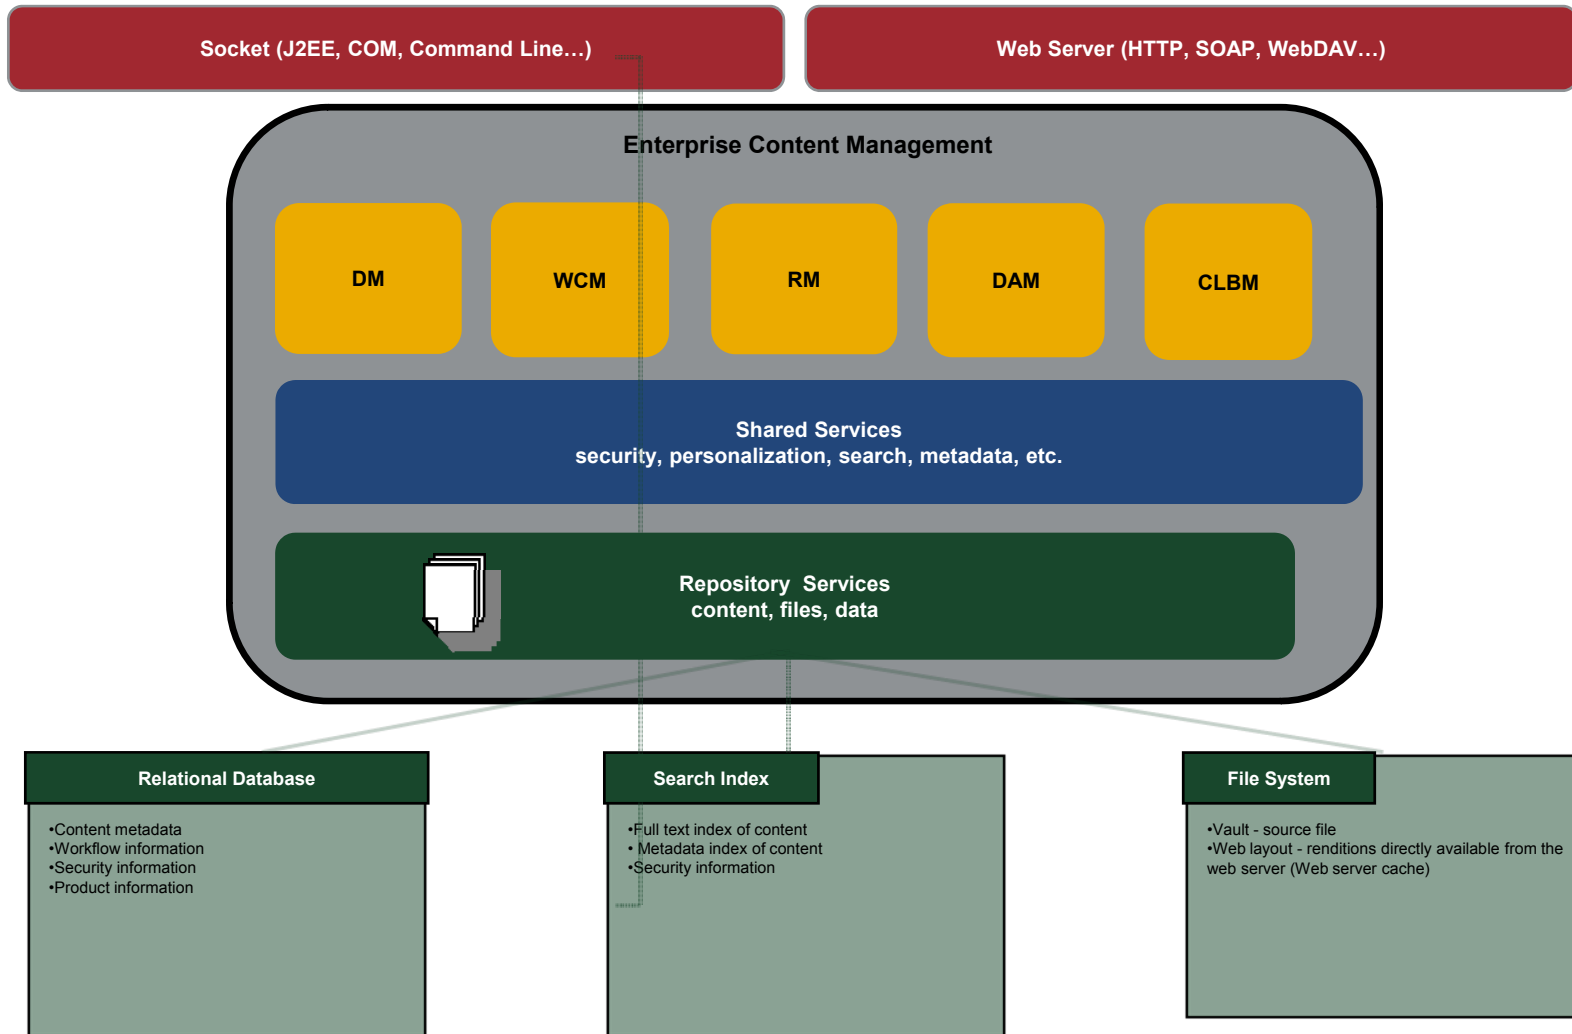 Socket (J2EE, COM, Command Line…)
Web Server (HTTP, SOAP, WebDAV…)
Enterprise Content Management
DM
WCM
RM
DAM
CLBM
Shared Services
security, personalization, search, metadata, etc.
Repository Services
content, files, data
Relational Database
•Content metadata
•Workflow information
•Security information
•Product information
Search Index
•Full text index of content
• Metadata index of content
•Security information
File System
•Vault - source file
•Web layout - renditions directly available from the
web server (Web server cache)